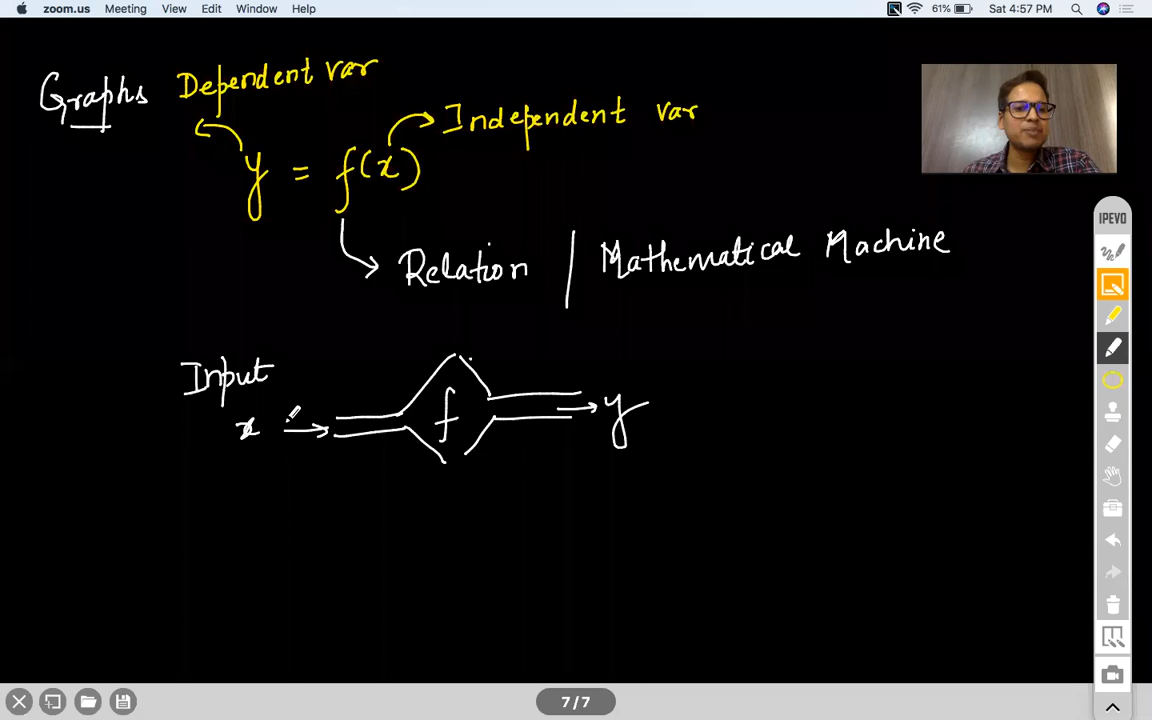 zoom.us Meeting View Edit Window Help 61% Sat 4:57 PM
Graphs Dependent var
Independent var
y = f(x)
Relation | Mathematical Machine
Input
x f y
IPEVO
7/7